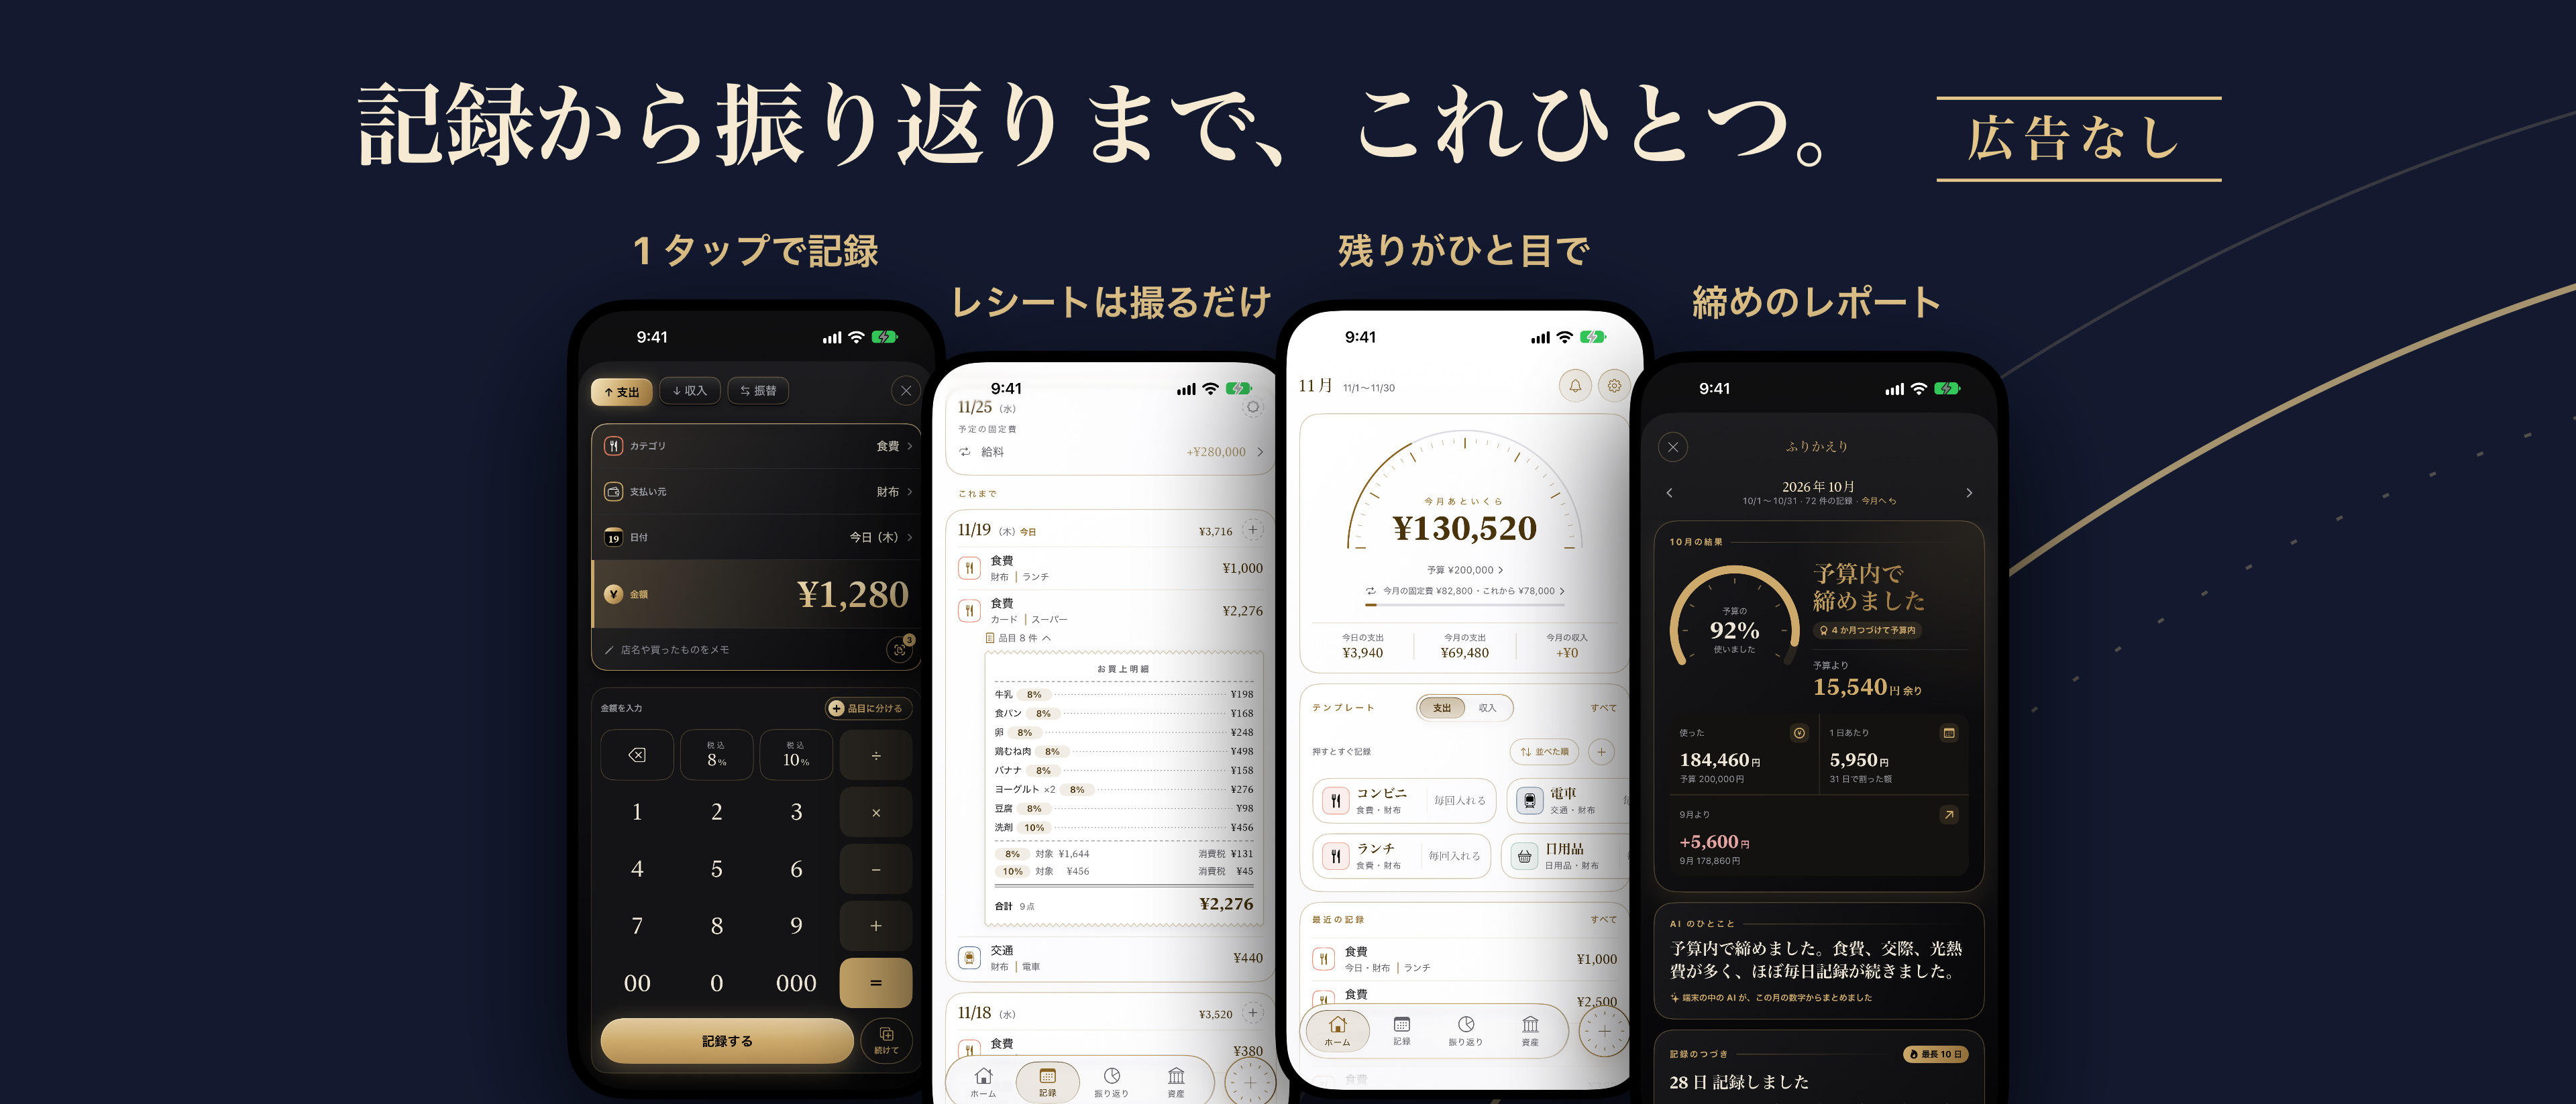 記録から振り返りまで、これひとつ。
広告なし
1 タップで記録
レシートは撮るだけ
残りがひと目で
締めのレポート
9:41
↑ 支出
↓ 収入
⇆ 振替
カテゴリ
食費
支払い元
財布
19
日付
今日 (木)
¥
金額
¥1,280
店名や買ったものをメモ
3
金額を入力
品目に分ける
税込
8%
税込
10%
÷
1 2 3 ×
4 5 6 −
7 8 9 +
00 0 000 =
記録する
続けて
9:41
11/25 (水)
予定の固定費
給料
+¥280,000
これまで
11/19 (木) 今日
¥3,716
食費
財布 | ランチ
¥1,000
食費
カード | スーパー
¥2,276
品目 8 件
お買上明細
牛乳 8% ¥198
食パン 8% ¥168
卵 8% ¥248
鶏むね肉 8% ¥498
バナナ 8% ¥158
ヨーグルト ×2 8% ¥276
豆腐 8% ¥98
洗剤 10% ¥456
8% 対象 ¥1,644 消費税 ¥131
10% 対象 ¥456 消費税 ¥45
合計 9点 ¥2,276
交通
財布 | 電車
¥440
11/18 (水)
¥3,520
食費
¥380
ホーム
記録
振り返り
資産
9:41
11月 11/1〜11/30
今月あといくら
¥130,520
予算 ¥200,000
今月の固定費 ¥82,800・これから ¥78,000
今日の支出
¥3,940
今月の支出
¥69,480
今月の収入
+¥0
テンプレート
支出
収入
すべて
押すとすぐ記録
並べた順
コンビニ
食費・財布
毎回入れる
電車
交通・財布
ランチ
食費・財布
毎回入れる
日用品
日用品・財布
最近の記録
すべて
食費
今日・財布 | ランチ
¥1,000
食費
¥2,500
食費
ホーム
記録
振り返り
資産
9:41
ふりかえり
2026年10月
10/1〜10/31・72 件の記録・今月へ
10月の結果
予算の
92%
使いました
予算内で
締めました
4 か月つづけて予算内
予算より
15,540円 余り
使った
184,460円
予算 200,000円
1日あたり
5,950円
31 日で割った額
9月より
+5,600円
9月 178,860円
AI のひとこと
予算内で締めました。食費、交際、光熱
費が多く、ほぼ毎日記録が続きました。
端末の中の AI が、この月の数字からまとめました
記録のつづき
最長 10 日
28 日 記録しました